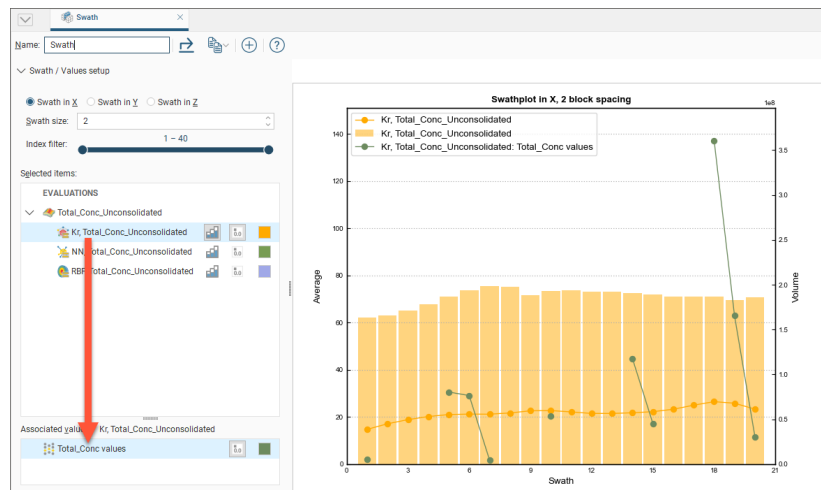 Swath ×
Name: Swath
Swath / Values setup
Swath in X Swath in Y Swath in Z
Swath size: 2
Index filter: 1 – 40
Selected items:
EVALUATIONS
Total_Conc_Unconsolidated
Kr, Total_Conc_Unconsolidated
NN, Total_Conc_Unconsolidated
RBF, Total_Conc_Unconsolidated
Associated values: Kr, Total_Conc_Unconsolidated
Total_Conc values
Swathplot in X, 2 block spacing
1e8
Kr, Total_Conc_Unconsolidated
Kr, Total_Conc_Unconsolidated
Kr, Total_Conc_Unconsolidated: Total_Conc values
140
120
100
80
60
40
20
0
Average
3.5
3.0
2.5
2.0
1.5
1.0
0.5
0.0
Volume
0 3 6 9 12 15 18 21
Swath